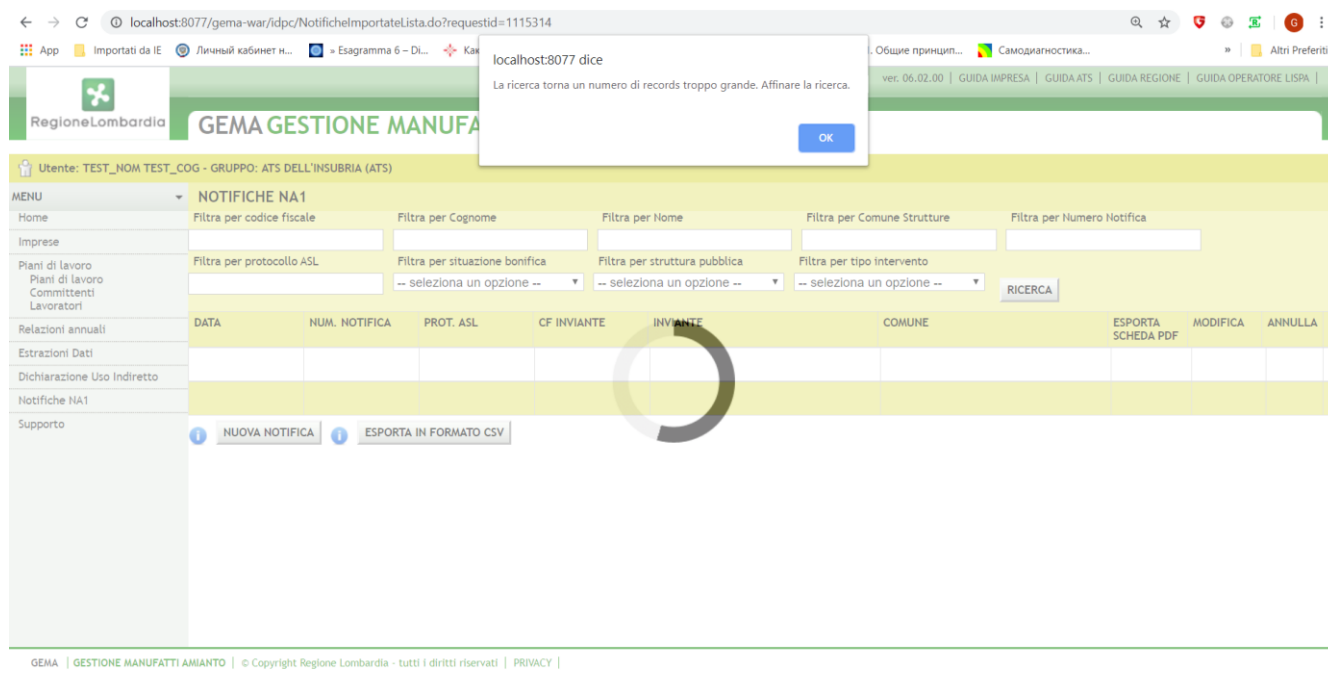 localhost:8077/gema-war/idpc/NotificheImportateLista.do?requestid=1115314
G
App Importati da IE Личный кабинет н... » Esagramma 6 – Di... Как
. Общие принцип... Самодиагностика... » Altri Preferiti
localhost:8077 dice
La ricerca torna un numero di records troppo grande. Affinare la ricerca.
OK
ver. 06.02.00 | GUIDA IMPRESA | GUIDA ATS | GUIDA REGIONE | GUIDA OPERATORE LISPA |
RegioneLombardia
GEMA GESTIONE MANUFA
Utente: TEST_NOM TEST_COG - GRUPPO: ATS DELL'INSUBRIA (ATS)
MENU
Home
Imprese
Piani di lavoro
Piani di lavoro
Committenti
Lavoratori
Relazioni annuali
Estrazioni Dati
Dichiarazione Uso Indiretto
Notifiche NA1
Supporto
NOTIFICHE NA1
Filtra per codice fiscale Filtra per Cognome Filtra per Nome Filtra per Comune Strutture Filtra per Numero Notifica
Filtra per protocollo ASL Filtra per situazione bonifica Filtra per struttura pubblica Filtra per tipo intervento
-- seleziona un opzione -- -- seleziona un opzione -- -- seleziona un opzione -- RICERCA
DATA NUM. NOTIFICA PROT. ASL CF INVIANTE INVIANTE COMUNE ESPORTA SCHEDA PDF MODIFICA ANNULLA
NUOVA NOTIFICA ESPORTA IN FORMATO CSV
GEMA | GESTIONE MANUFATTI AMIANTO | © Copyright Regione Lombardia - tutti i diritti riservati | PRIVACY |